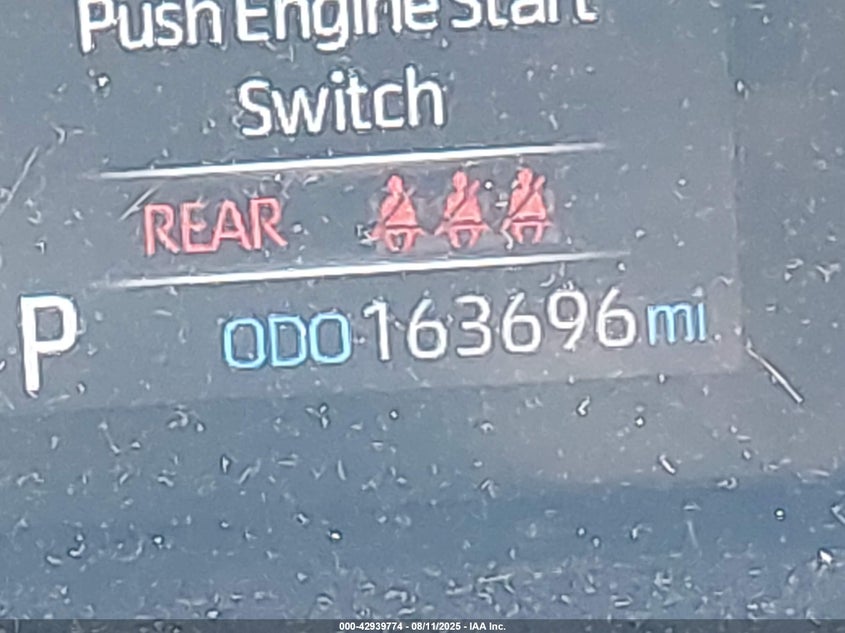 Push Engine Start
Switch
REAR
P ODO 163696 mi
000-42939774 - 08/11/2025 - IAA Inc.